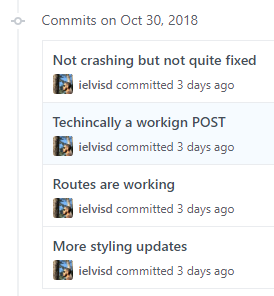 Commits on Oct 30, 2018
Not crashing but not quite fixed
ielvisd committed 3 days ago
Techincally a workign POST
ielvisd committed 3 days ago
Routes are working
ielvisd committed 3 days ago
More styling updates
ielvisd committed 3 days ago